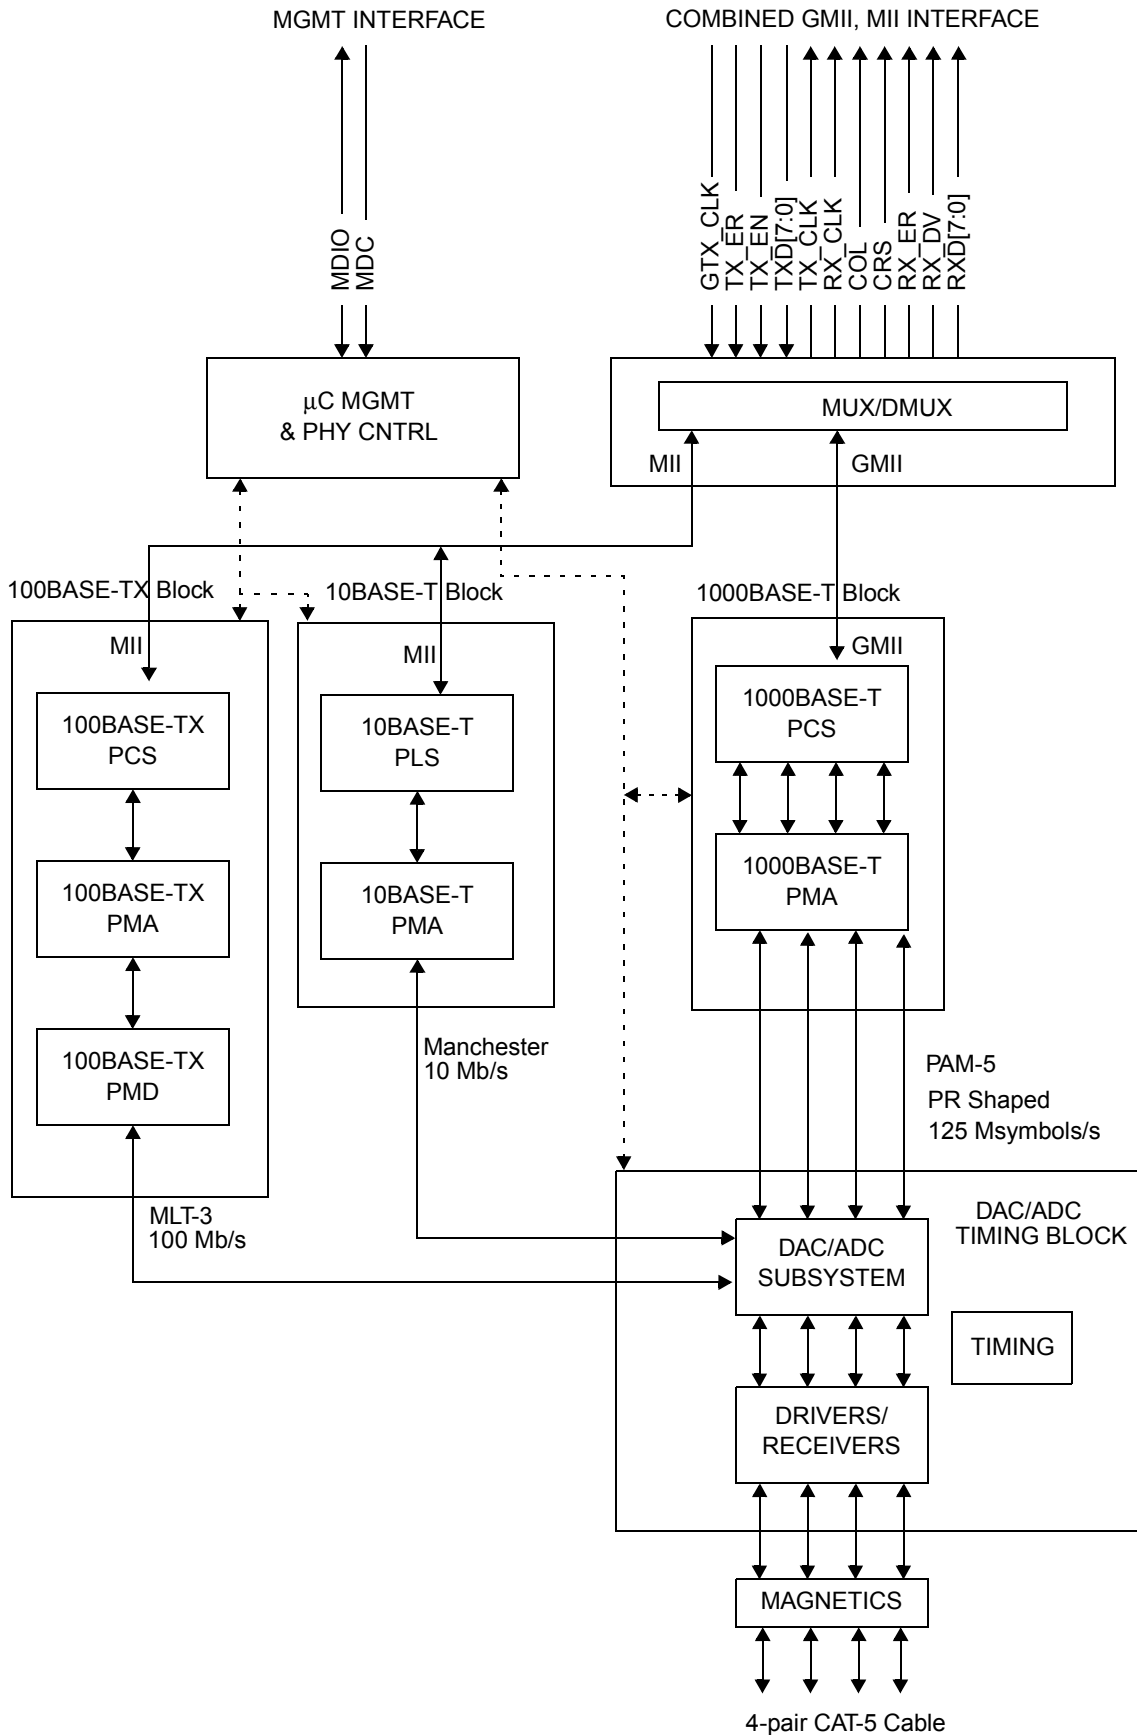 MGMT INTERFACE
COMBINED GMII, MII INTERFACE
MDIO
MDC
GTX_CLK
TX_ER
TX_EN
TXD[7:0]
TX_CLK
RX_CLK
COL
CRS
RX_ER
RX_DV
RXD[7:0]
μC MGMT
& PHY CNTRL
MUX/DMUX
MII
GMII
100BASE-TX Block
10BASE-T Block
1000BASE-T Block
MII
MII
GMII
100BASE-TX
PCS
10BASE-T
PLS
1000BASE-T
PCS
100BASE-TX
PMA
10BASE-T
PMA
1000BASE-T
PMA
100BASE-TX
PMD
Manchester
10 Mb/s
PAM-5
PR Shaped
125 Msymbols/s
MLT-3
100 Mb/s
DAC/ADC
TIMING BLOCK
DAC/ADC
SUBSYSTEM
TIMING
DRIVERS/
RECEIVERS
MAGNETICS
4-pair CAT-5 Cable